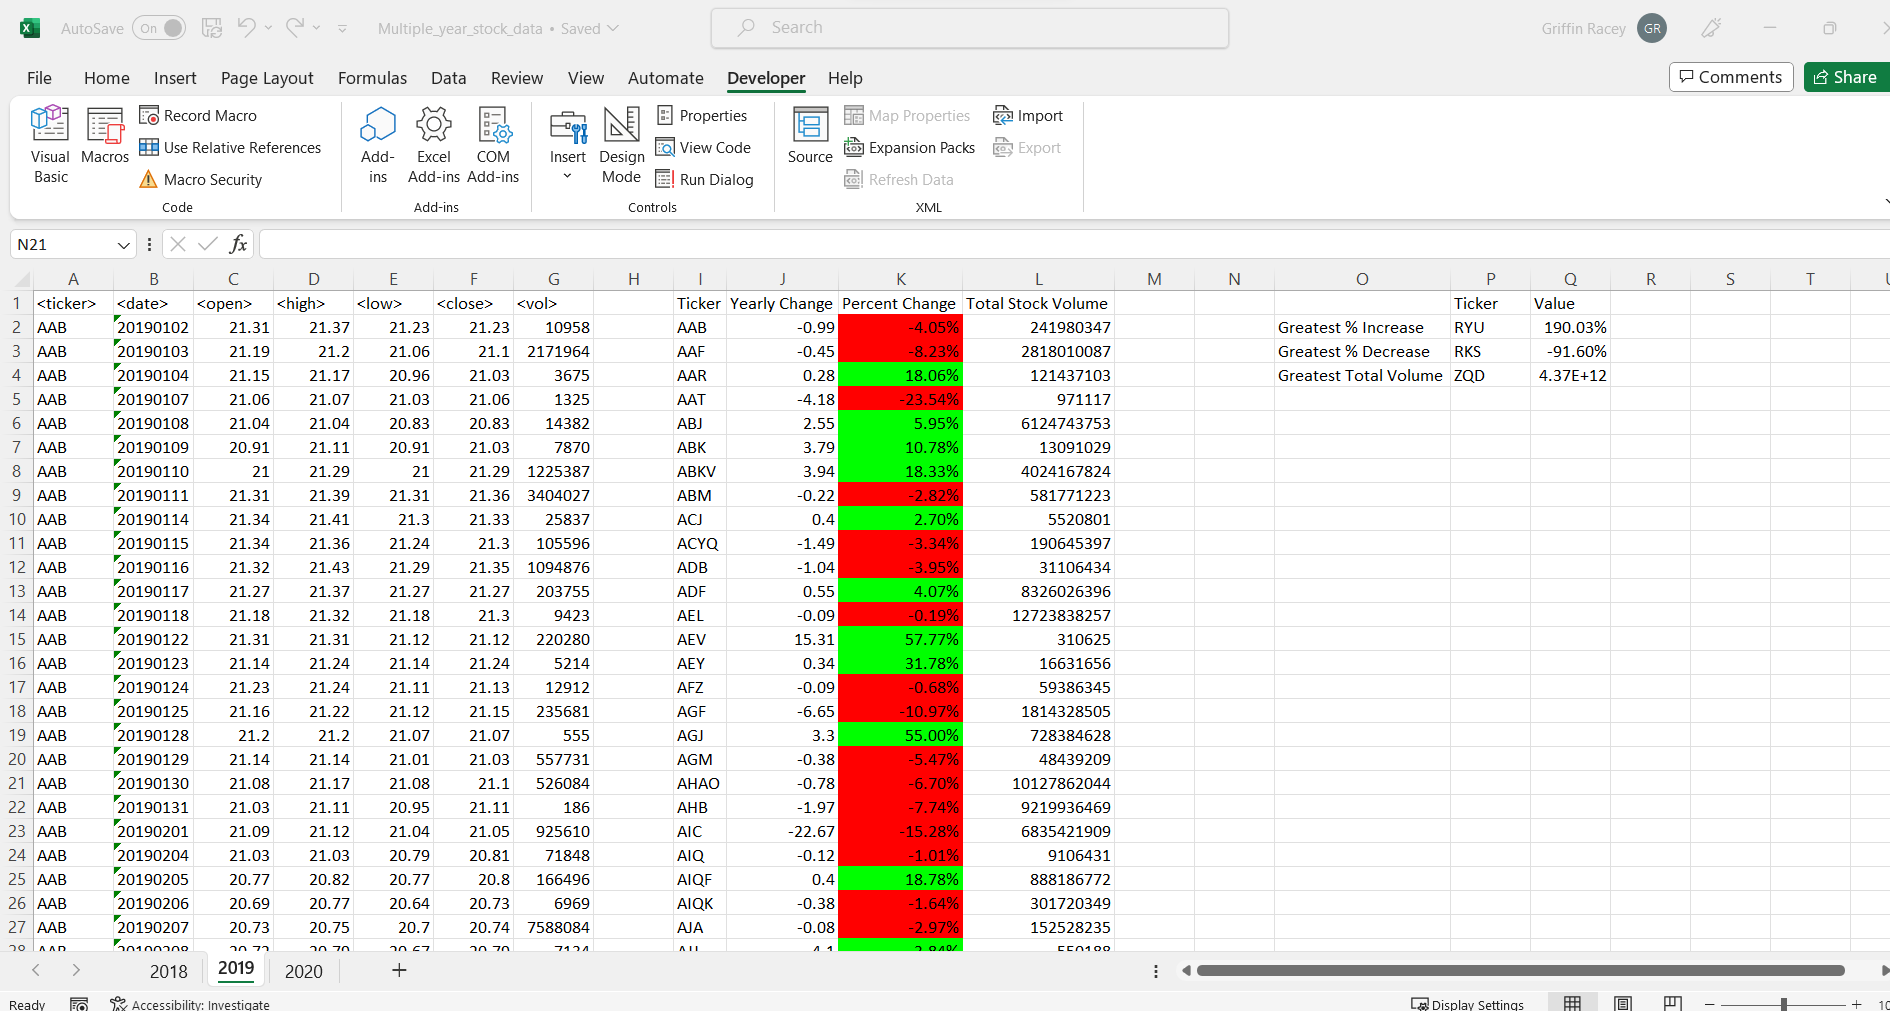 AutoSave On Multiple_year_stock_data • Saved Search Griffin Racey GR
File Home Insert Page Layout Formulas Data Review View Automate Developer Help Comments Share
Visual Basic Macros Record Macro Use Relative References Macro Security
Add-ins Excel Add-ins COM Add-ins
Insert Design Mode Properties View Code Run Dialog
Source Map Properties Expansion Packs Refresh Data Import Export
Code Add-ins Controls XML
N21 fx
A B C D E F G H I J K L M N O P Q R S T
1 <ticker> <date> <open> <high> <low> <close> <vol> Ticker Yearly Change Percent Change Total Stock Volume Ticker Value
2 AAB 20190102 21.31 21.37 21.23 21.23 10958 AAB -0.99 -4.05% 241980347 Greatest % Increase RYU 190.03%
3 AAB 20190103 21.19 21.2 21.06 21.1 2171964 AAF -0.45 -8.23% 2818010087 Greatest % Decrease RKS -91.60%
4 AAB 20190104 21.15 21.17 20.96 21.03 3675 AAR 0.28 18.06% 121437103 Greatest Total Volume ZQD 4.37E+12
5 AAB 20190107 21.06 21.07 21.03 21.06 1325 AAT -4.18 -23.54% 971117
6 AAB 20190108 21.04 21.04 20.83 20.83 14382 ABJ 2.55 5.95% 6124743753
7 AAB 20190109 20.91 21.11 20.91 21.03 7870 ABK 3.79 10.78% 13091029
8 AAB 20190110 21 21.29 21 21.29 1225387 ABKV 3.94 18.33% 4024167824
9 AAB 20190111 21.31 21.39 21.31 21.36 3404027 ABM -0.22 -2.82% 581771223
10 AAB 20190114 21.34 21.41 21.3 21.33 25837 ACJ 0.4 2.70% 5520801
11 AAB 20190115 21.34 21.36 21.24 21.3 105596 ACYQ -1.49 -3.34% 190645397
12 AAB 20190116 21.32 21.43 21.29 21.35 1094876 ADB -1.04 -3.95% 31106434
13 AAB 20190117 21.27 21.37 21.27 21.27 203755 ADF 0.55 4.07% 8326026396
14 AAB 20190118 21.18 21.32 21.18 21.3 9423 AEL -0.09 -0.19% 12723838257
15 AAB 20190122 21.31 21.31 21.12 21.12 220280 AEV 15.31 57.77% 310625
16 AAB 20190123 21.14 21.24 21.14 21.24 5214 AEY 0.34 31.78% 16631656
17 AAB 20190124 21.23 21.24 21.11 21.13 12912 AFZ -0.09 -0.68% 59386345
18 AAB 20190125 21.16 21.22 21.12 21.15 235681 AGF -6.65 -10.97% 1814328505
19 AAB 20190128 21.2 21.2 21.07 21.07 555 AGJ 3.3 55.00% 728384628
20 AAB 20190129 21.14 21.14 21.01 21.03 557731 AGM -0.38 -5.47% 48439209
21 AAB 20190130 21.08 21.17 21.08 21.1 526084 AHAO -0.78 -6.70% 10127862044
22 AAB 20190131 21.03 21.11 20.95 21.11 186 AHB -1.97 -7.74% 9219936469
23 AAB 20190201 21.09 21.12 21.04 21.05 925610 AIC -22.67 -15.28% 6835421909
24 AAB 20190204 21.03 21.03 20.79 20.81 71848 AIQ -0.12 -1.01% 9106431
25 AAB 20190205 20.77 20.82 20.77 20.8 166496 AIQF 0.4 18.78% 888186772
26 AAB 20190206 20.69 20.77 20.64 20.73 6969 AIQK -0.38 -1.64% 301720349
27 AAB 20190207 20.73 20.75 20.7 20.74 7588084 AJA -0.08 -2.97% 152528235
2018 2019 2020
Ready Accessibility: Investigate Display Settings